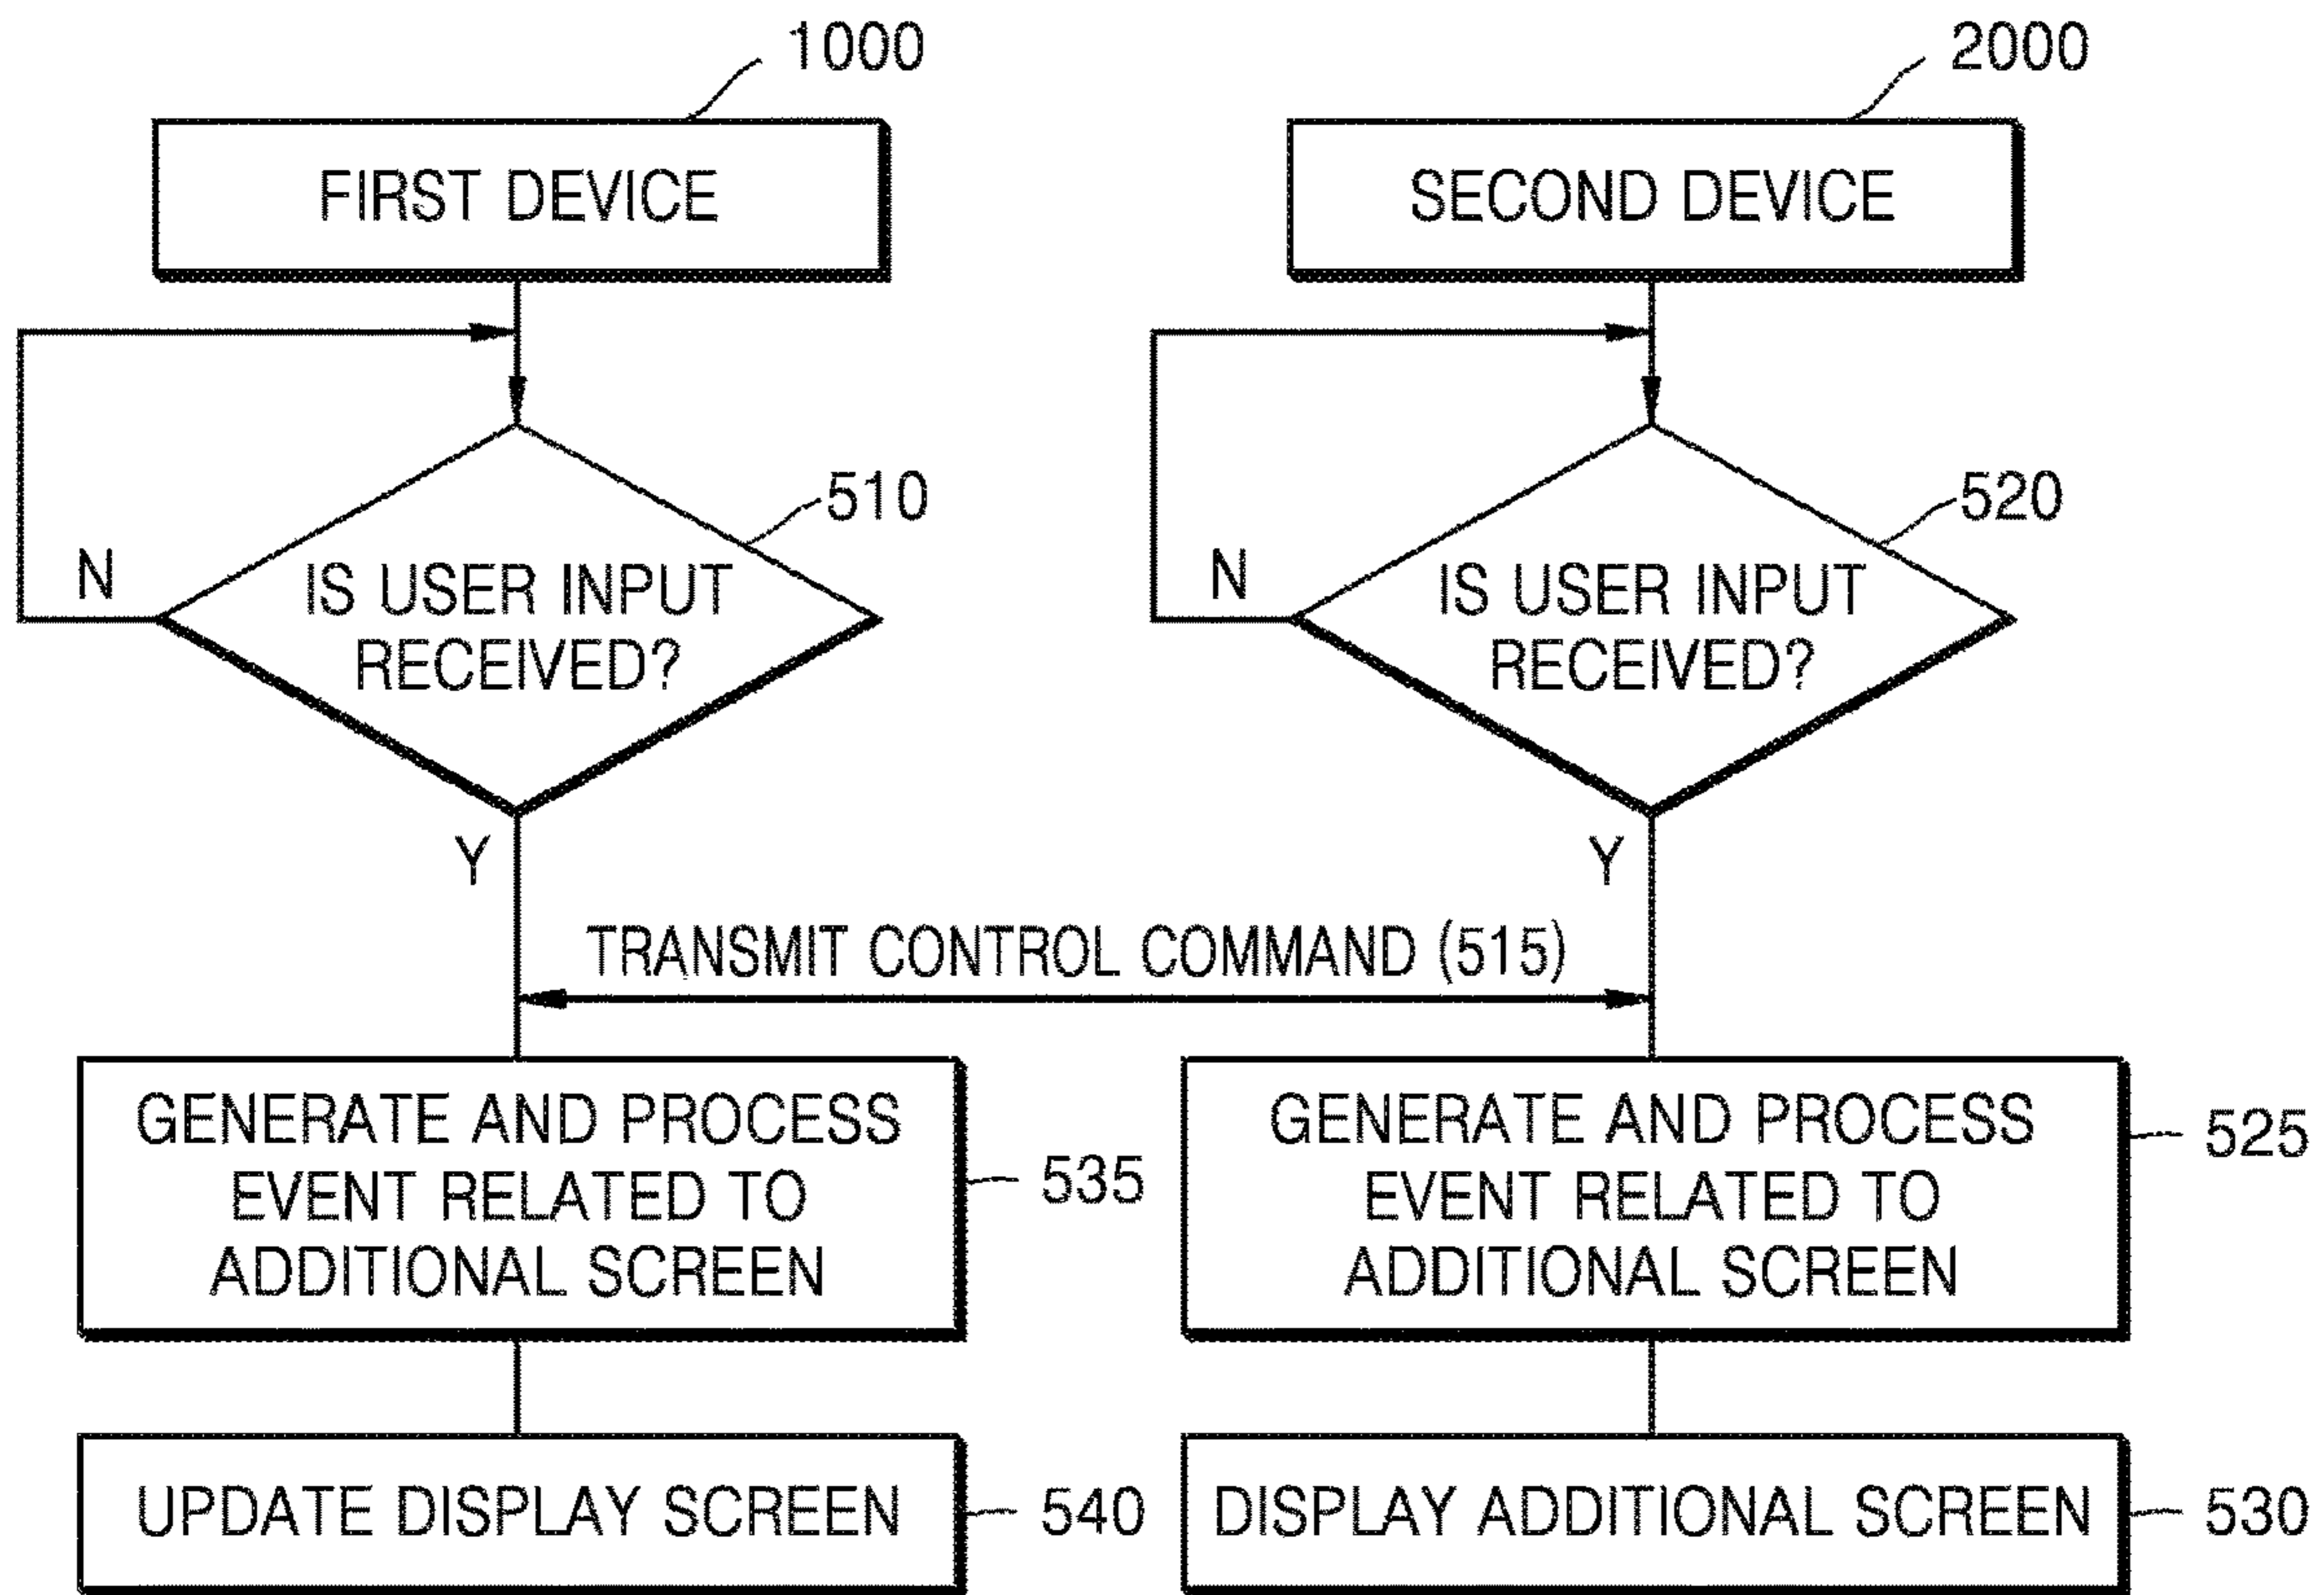 1000
FIRST DEVICE
2000
SECOND DEVICE
510
N
IS USER INPUT
RECEIVED?
Y
520
N
IS USER INPUT
RECEIVED?
Y
TRANSMIT CONTROL COMMAND (515)
GENERATE AND PROCESS
EVENT RELATED TO
ADDITIONAL SCREEN
535
GENERATE AND PROCESS
EVENT RELATED TO
ADDITIONAL SCREEN
525
UPDATE DISPLAY SCREEN
540
DISPLAY ADDITIONAL SCREEN
530